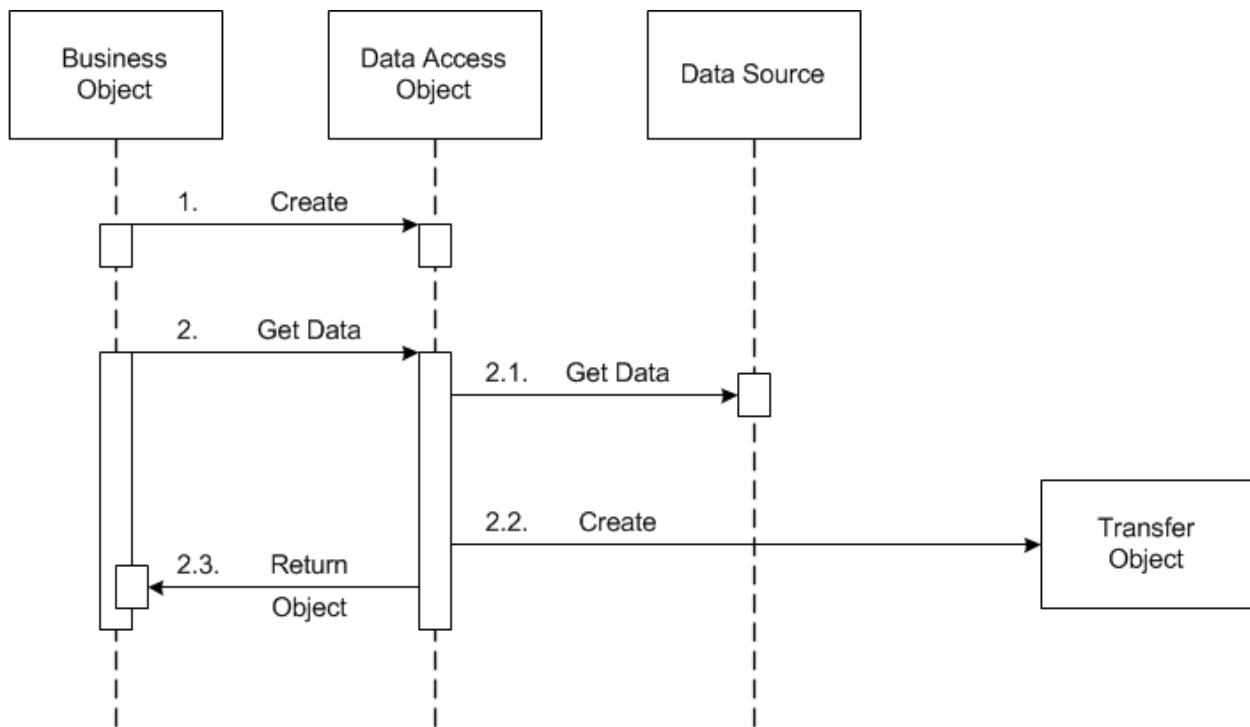 Business
Object
Data Access
Object
Data Source
1. Create
2. Get Data
2.1. Get Data
2.2. Create
Transfer
Object
2.3. Return
Object